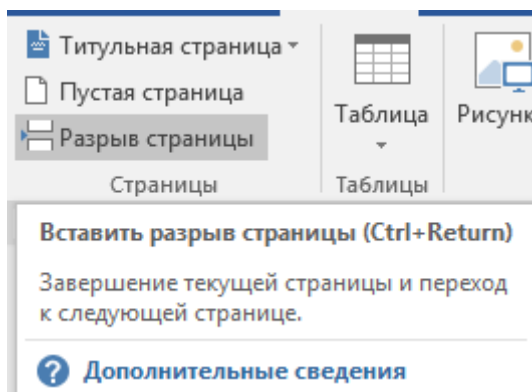 Титульная страница
Пустая страница
Разрыв страницы
Страницы
Таблица
Таблицы
Вставить разрыв страницы (Ctrl+Return)
Завершение текущей страницы и переход
к следующей странице.
Дополнительные сведения